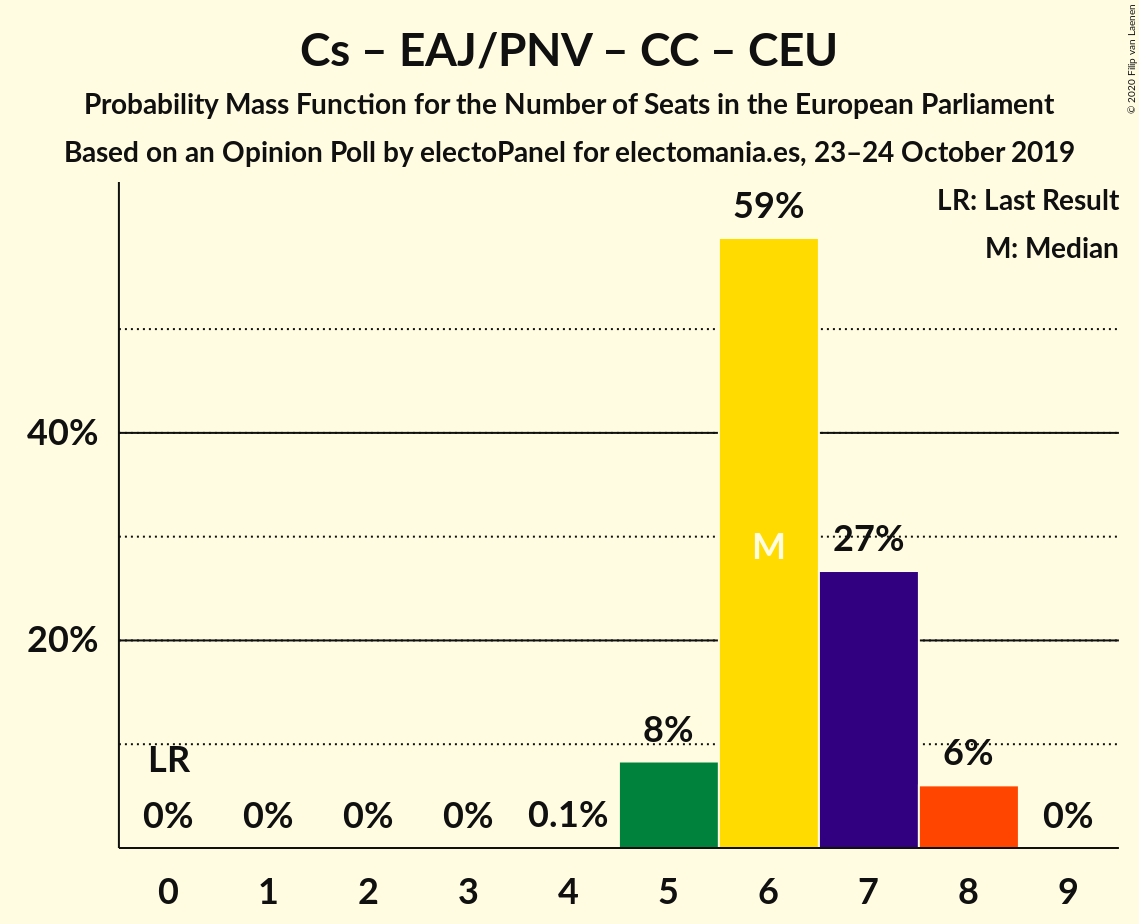 Cs – EAJ/PNV – CC – CEU
Probability Mass Function for the Number of Seats in the European Parliament
Based on an Opinion Poll by electoPanel for electomania.es, 23–24 October 2019
© 2020 Filip van Laenen
LR: Last Result
M: Median
59%
40%
M
27%
20%
8%
6%
LR
0%
0%
0%
0%
0.1%
0%
0
1
2
3
4
5
6
7
8
9